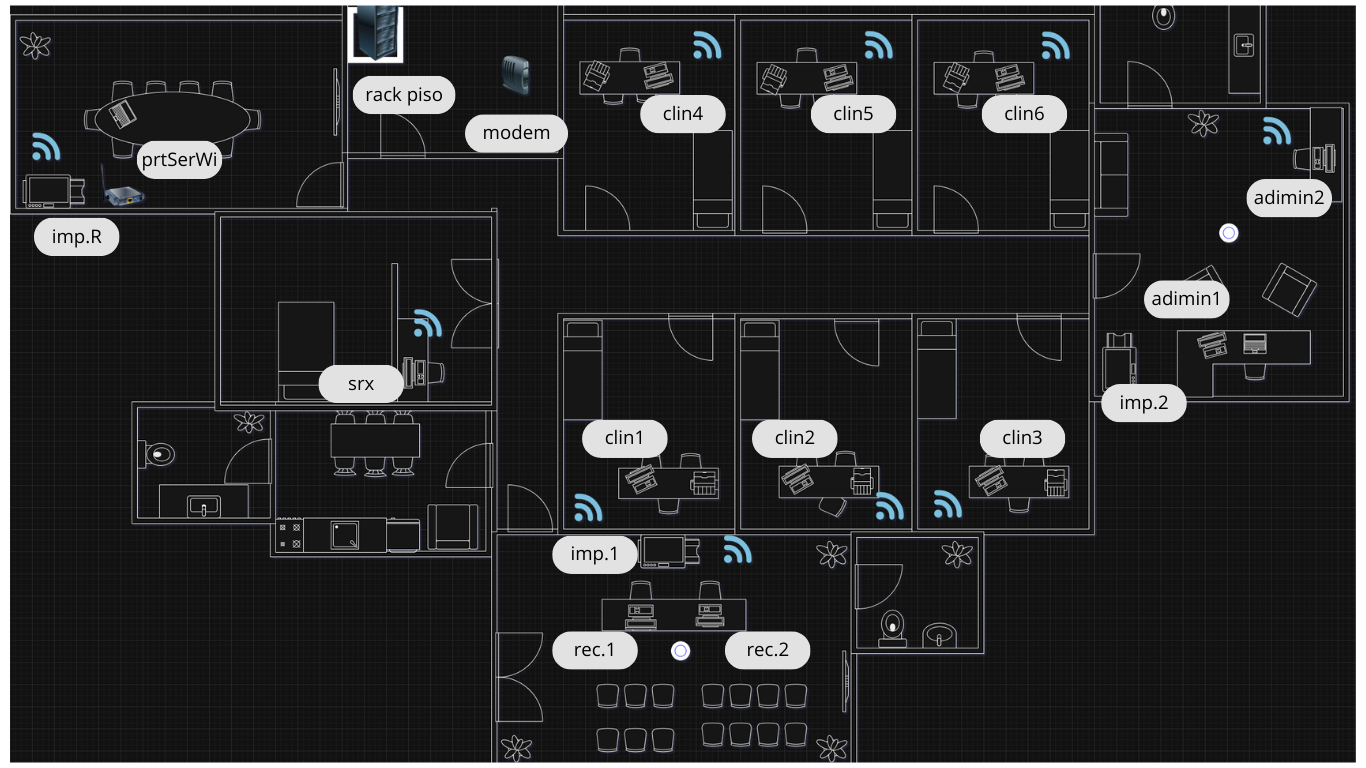 rack piso
modem
clin4
clin5
clin6
prtSerWi
imp.R
adimin2
adimin1
srx
imp.2
clin1
clin2
clin3
imp.1
rec.1
rec.2